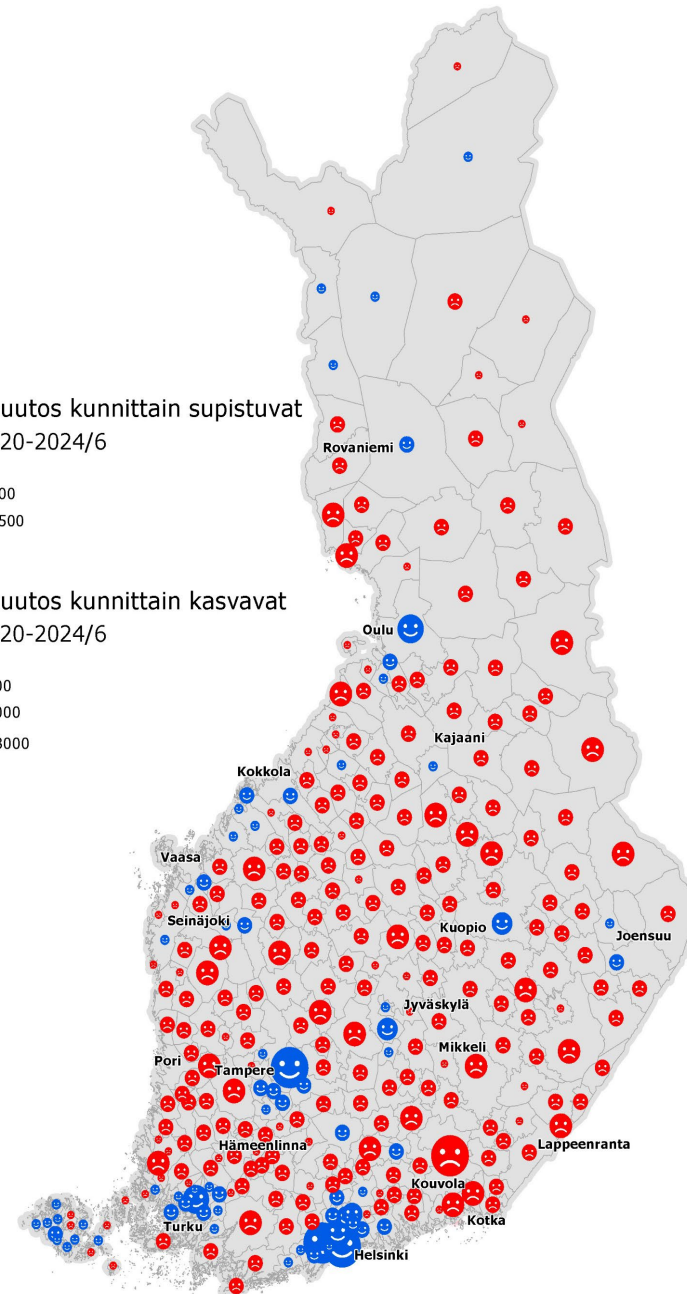 uutos kunnittain supistuvat
20-2024/6
00
500
uutos kunnittain kasvavat
20-2024/6
00
000
3000
Rovaniemi
Oulu
Kajaani
Kokkola
Vaasa
Seinäjoki
Kuopio
Joensuu
Jyväskylä
Mikkeli
Pori
Tampere
Hämeenlinna
Lappeenranta
Kouvola
Kotka
Turku
Helsinki